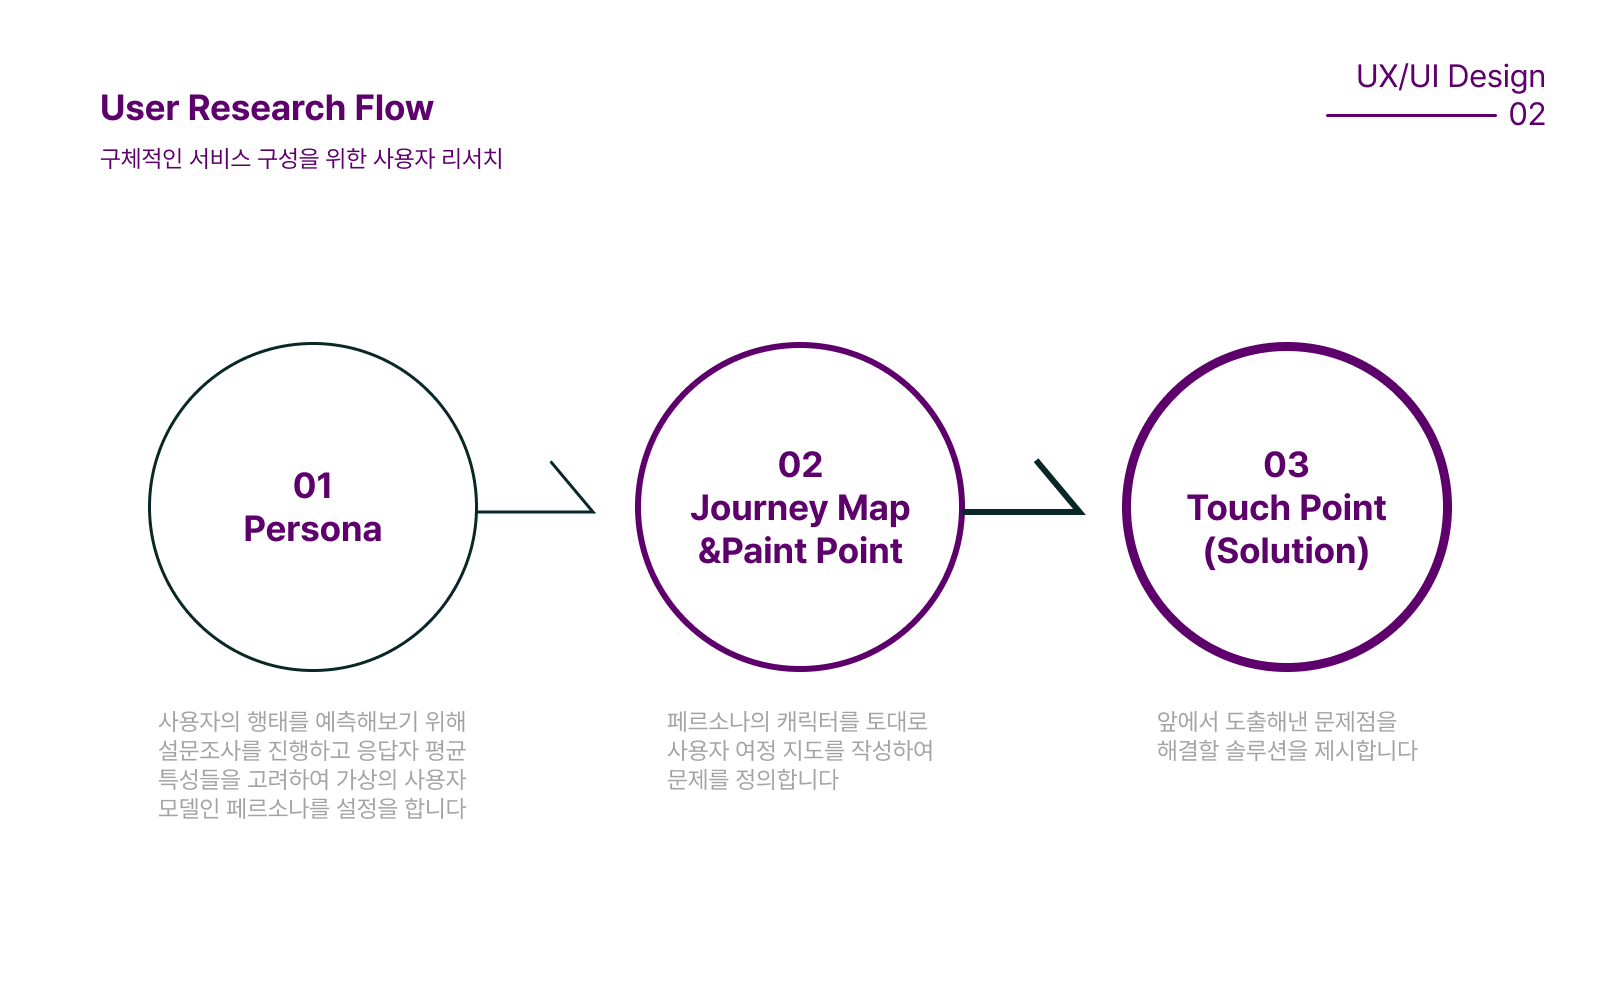 User Research Flow
구체적인 서비스 구성을 위한 사용자 리서치
UX/UI Design
02
01
Persona
02
Journey Map
&Paint Point
03
Touch Point
(Solution)
사용자의 행태를 예측해보기 위해
설문조사를 진행하고 응답자 평균
특성들을 고려하여 가상의 사용자
모델인 페르소나를 설정을 합니다
페르소나의 캐릭터를 토대로
사용자 여정 지도를 작성하여
문제를 정의합니다
앞에서 도출해낸 문제점을
해결할 솔루션을 제시합니다